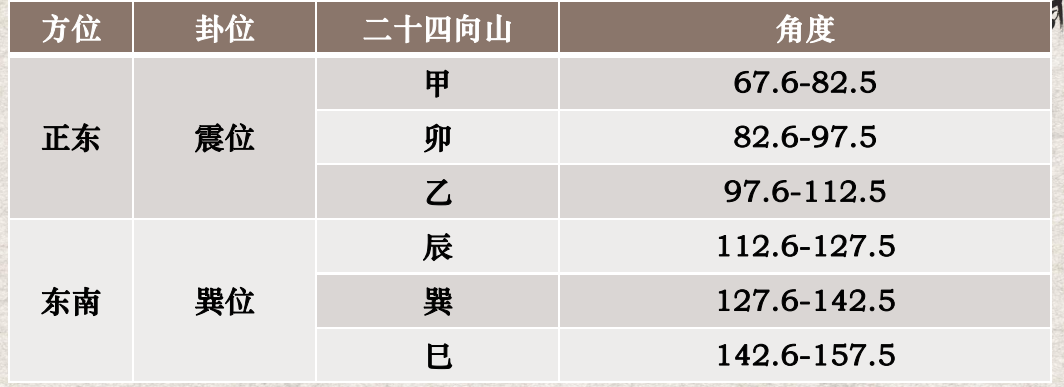 方位 卦位 二十四向山 角度
甲 67.6-82.5
正东 震位 卯 82.6-97.5
乙 97.6-112.5
辰 112.6-127.5
东南 巽位 巽 127.6-142.5
巳 142.6-157.5